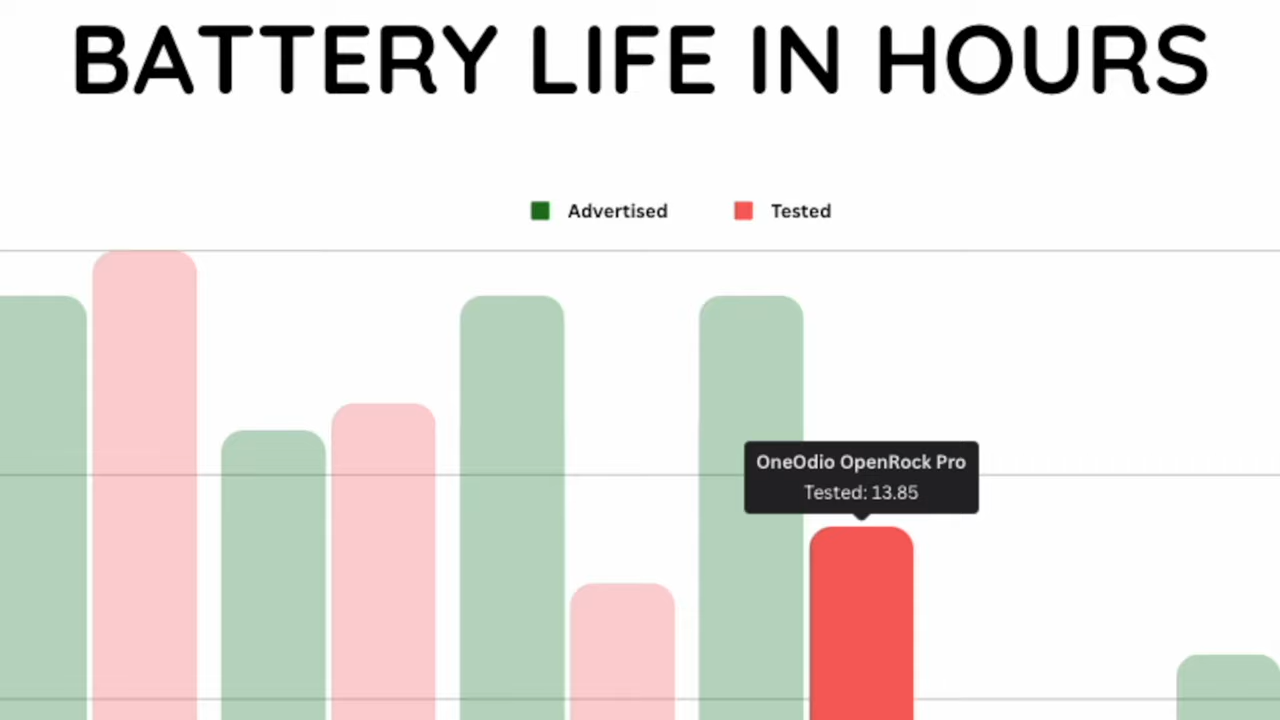 BATTERY LIFE IN HOURS
Advertised Tested
OneOdio OpenRock Pro
Tested: 13.85